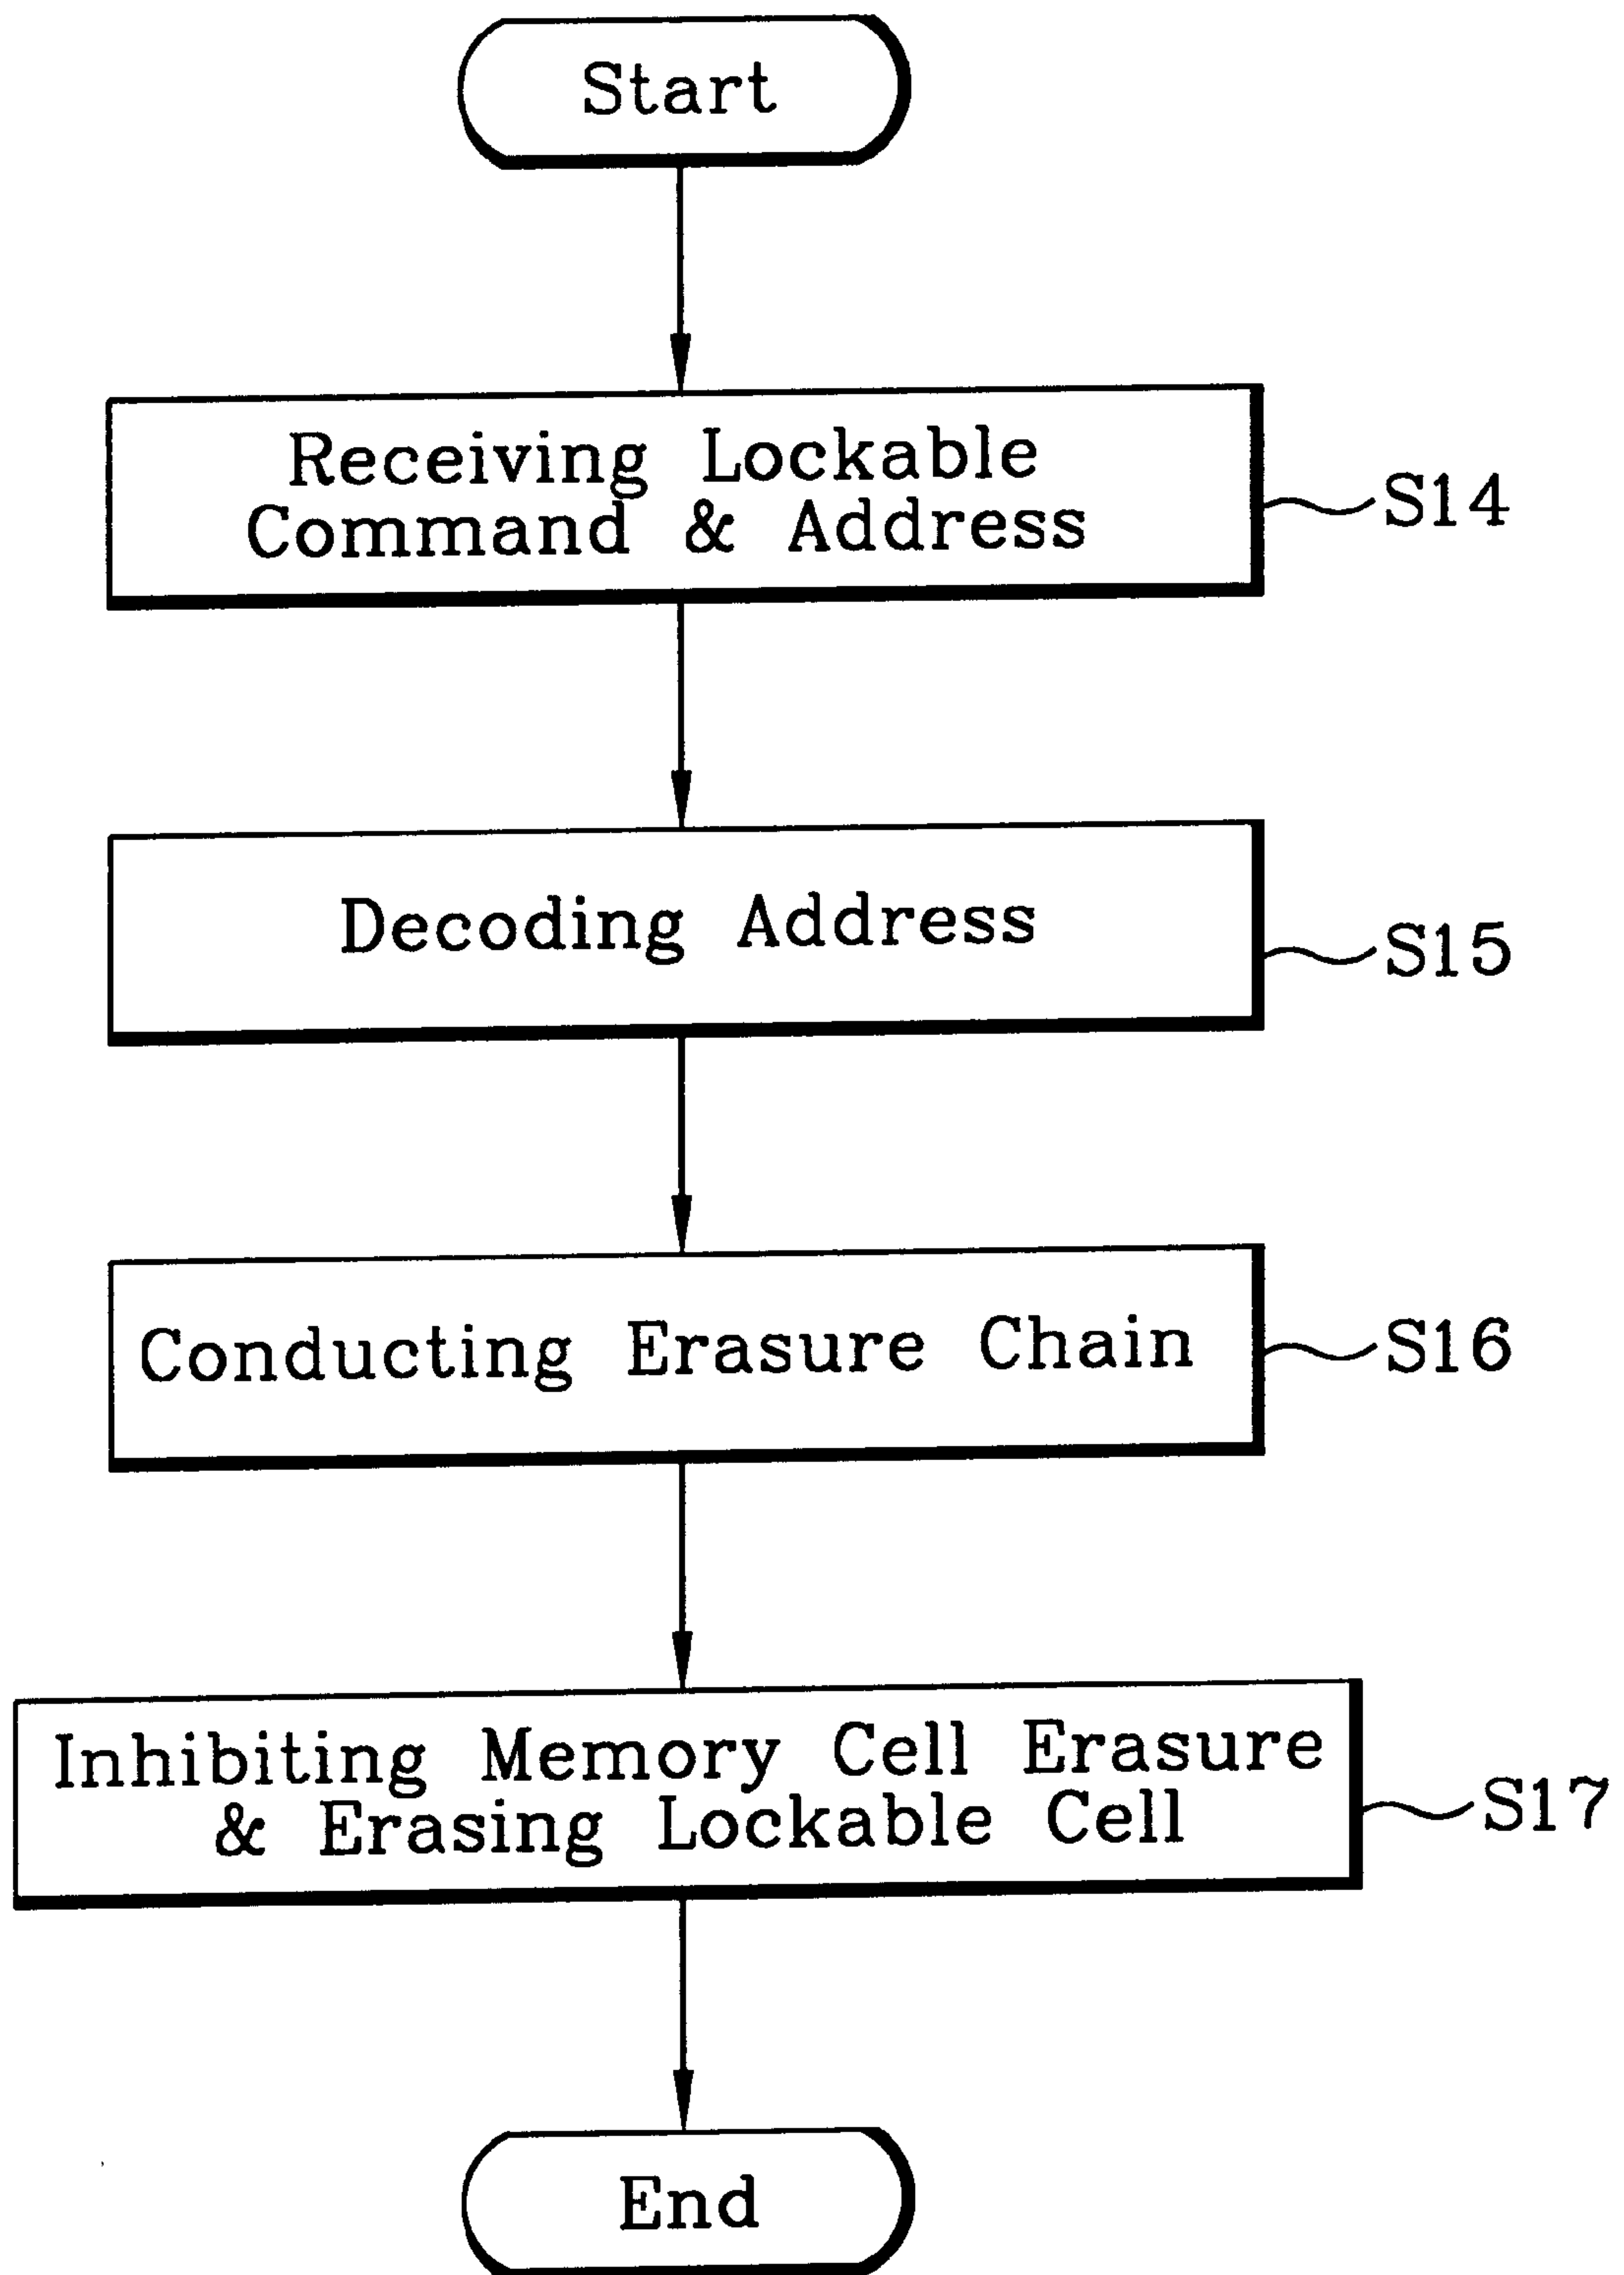 Start
Receiving Lockable
Command & Address
S14
Decoding Address
S15
Conducting Erasure Chain
S16
Inhibiting Memory Cell Erasure
& Erasing Lockable Cell
S17
End